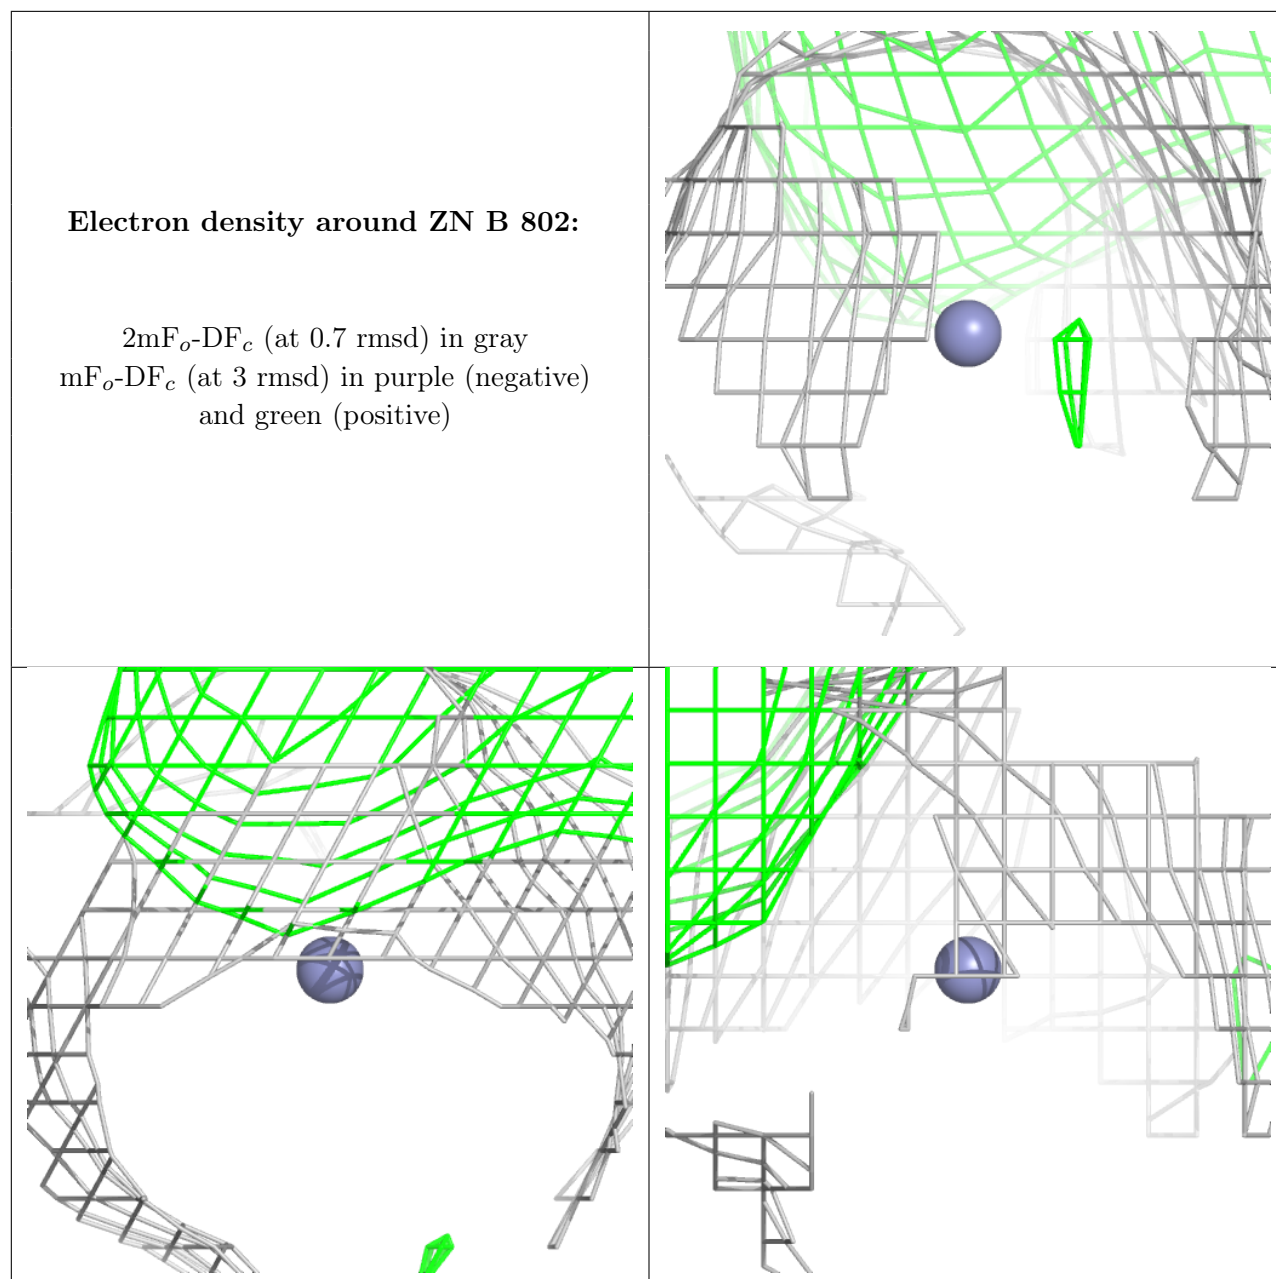 Electron density around ZN B 802:
2mFo-DFc (at 0.7 rmsd) in gray
mFo-DFc (at 3 rmsd) in purple (negative)
and green (positive)